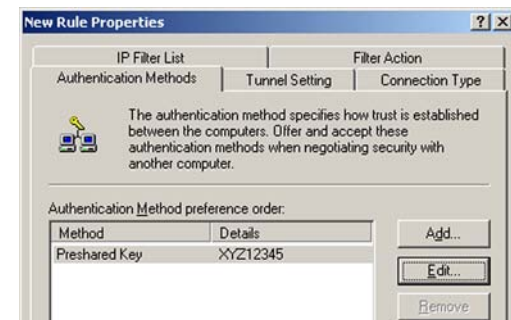 New Rule Properties
? X
IP Filter List Filter Action
Authentication Methods Tunnel Setting Connection Type
The authentication method specifies how trust is established
between the computers. Offer and accept these
authentication methods when negotiating security with
another computer.
Authentication Method preference order:
Method Details
Add...
Preshared Key XYZ12345
Edit...
Remove